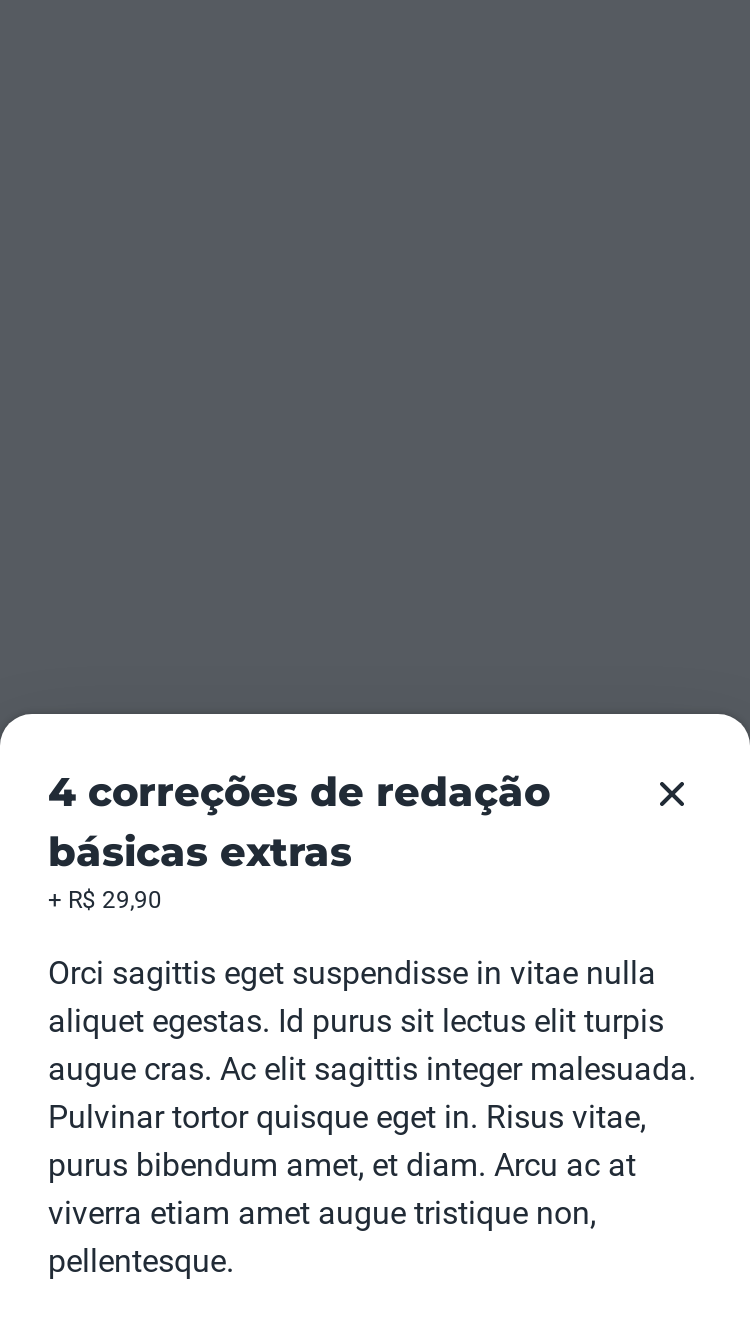 4 correções de redação
básicas extras
+ R$ 29,90
Orci sagittis eget suspendisse in vitae nulla
aliquet egestas. Id purus sit lectus elit turpis
augue cras. Ac elit sagittis integer malesuada.
Pulvinar tortor quisque eget in. Risus vitae,
purus bibendum amet, et diam. Arcu ac at
viverra etiam amet augue tristique non,
pellentesque.